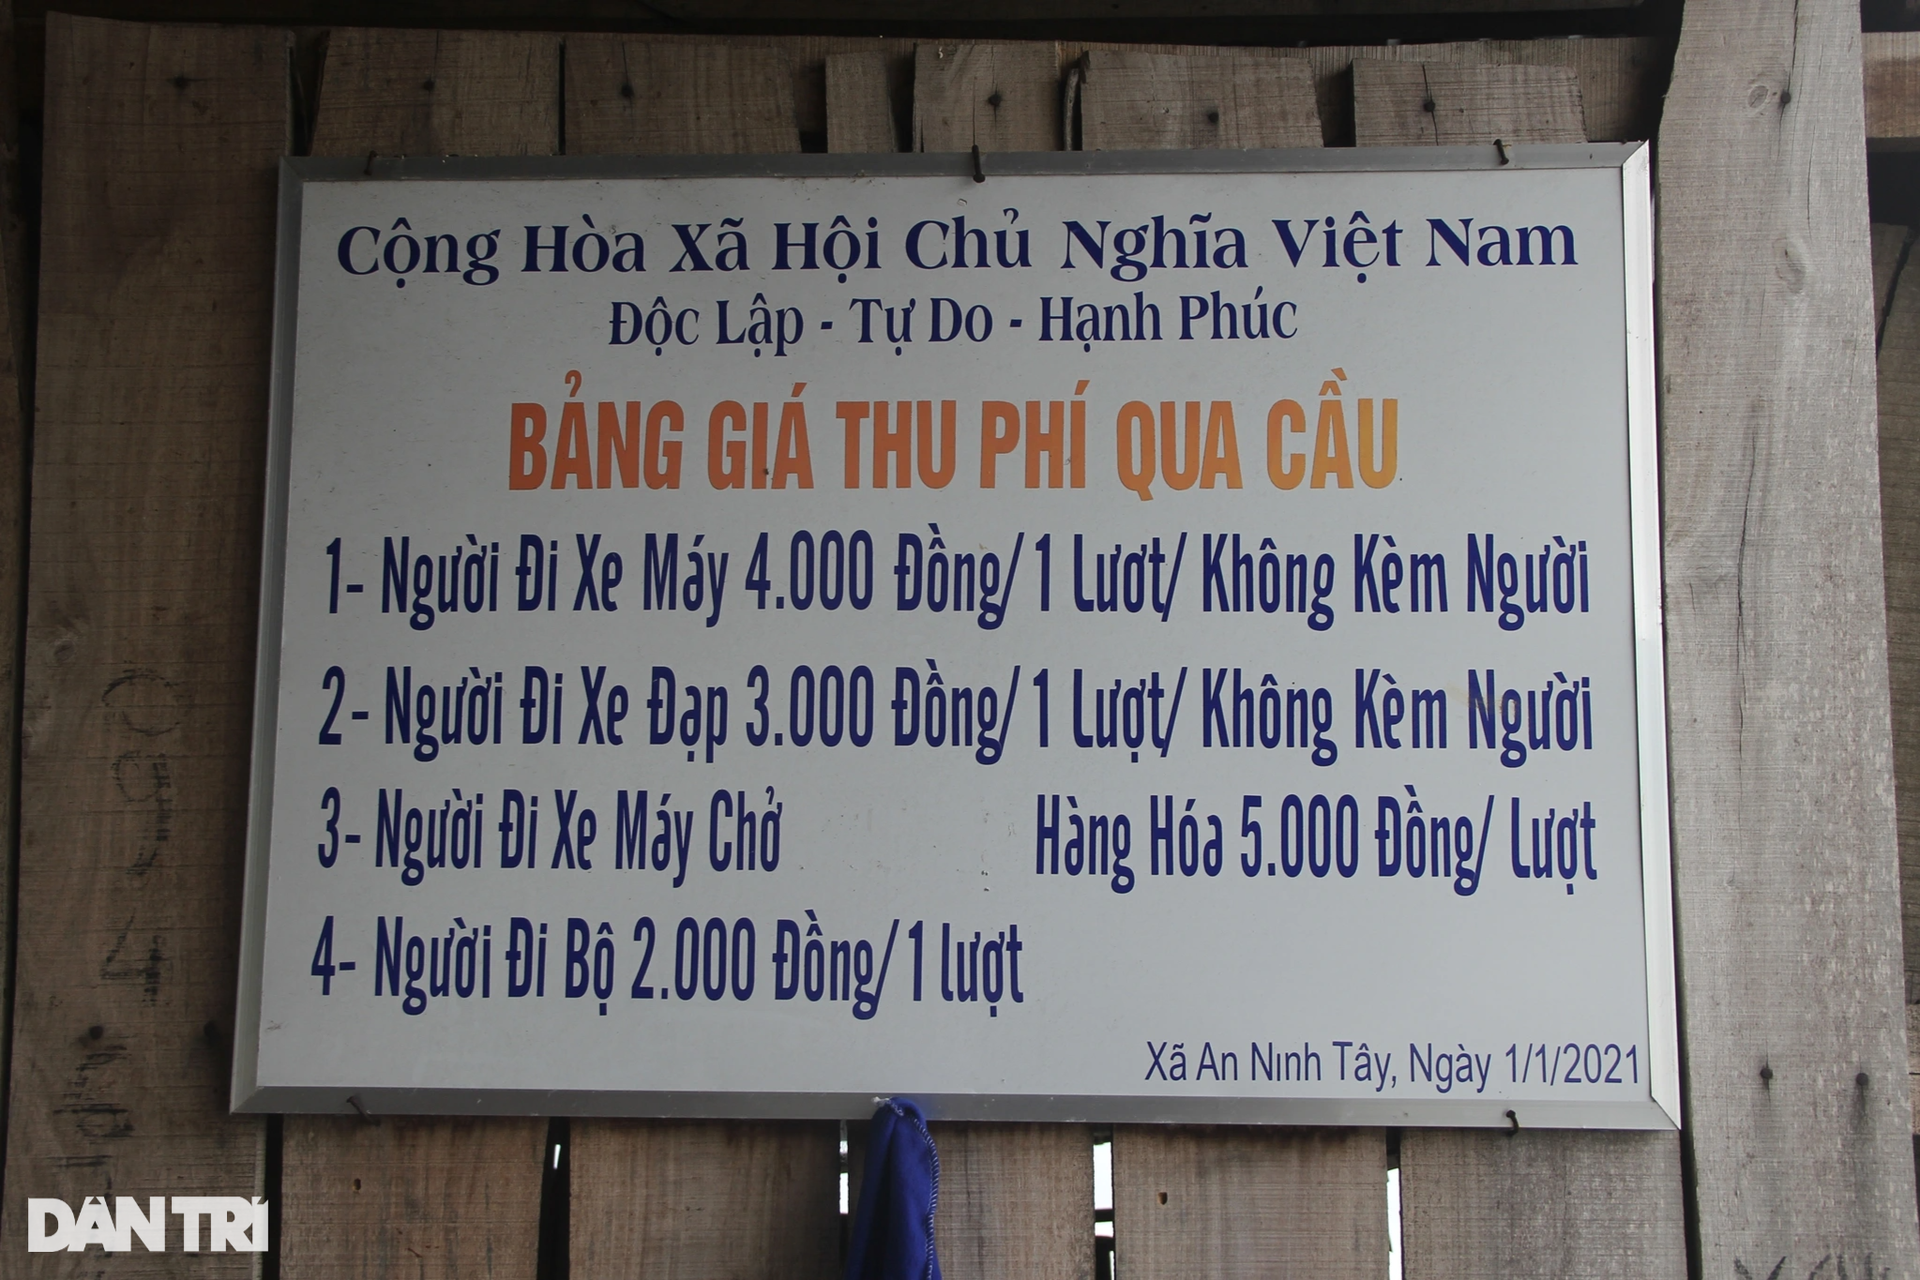 Cộng Hòa Xã Hội Chủ Nghĩa Việt Nam
Độc Lập - Tự Do - Hạnh Phúc
BẢNG GIÁ THU PHÍ QUA CẦU
1- Người Đi Xe Máy 4.000 Đồng/ 1 Lươt/ Không Kèm Người
2- Người Đi Xe Đạp 3.000 Đồng/ 1 Lượt/ Không Kèm Người
3- Người Đi Xe Máy Chở Hàng Hóa 5.000 Đồng/ Lượt
4- Người Đi Bộ 2.000 Đồng/ 1 lượt
Xã An Ninh Tây, Ngày 1/1/2021
DÂN TRÍ